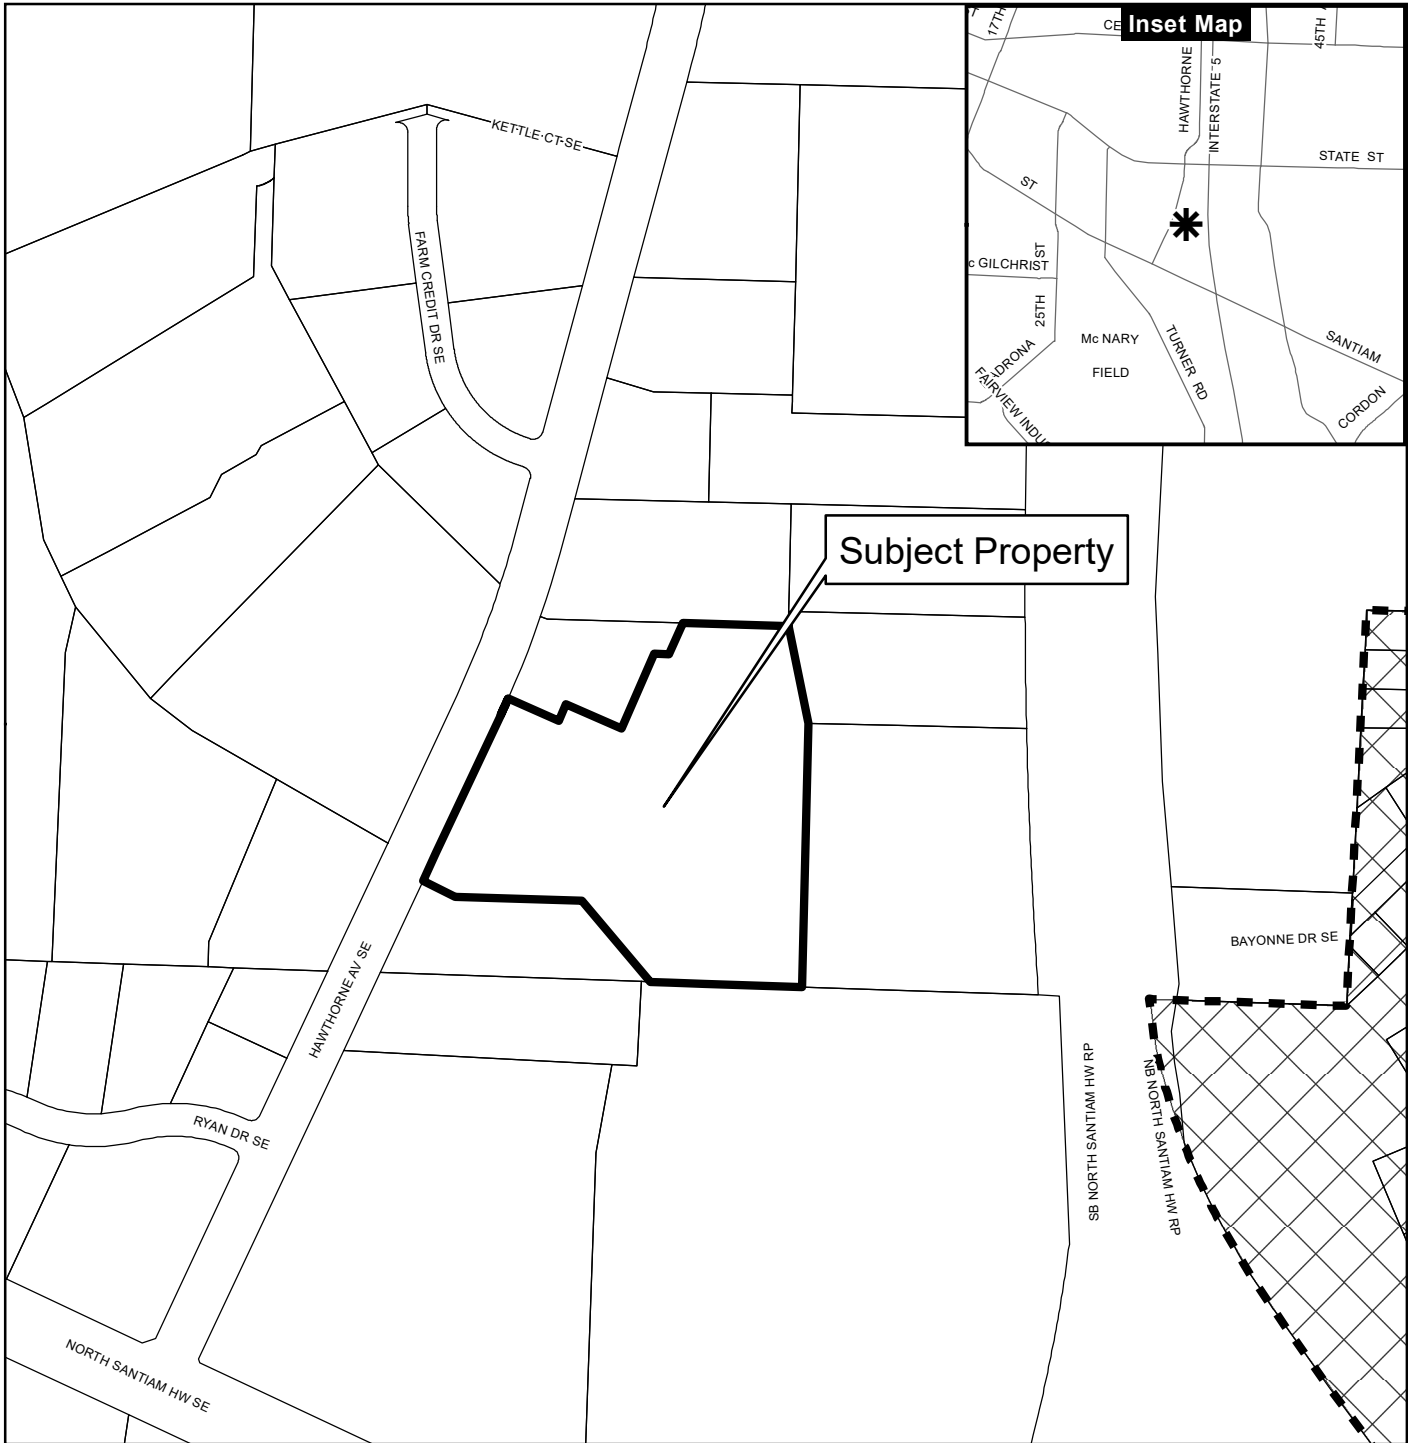 Inset Map
17TH
CE
45TH
HAWTHORNE
INTERSTATE 5
STATE ST
ST
c GILCHRIST ST
25TH
Mc NARY
FIELD
TURNER RD
SANTIAM
CORDON
ADRONA
FAIRVIEW INDU
KETTLE CT SE
FARM CREDIT DR SE
Subject Property
BAYONNE DR SE
HAWTHORNE AV SE
SB NORTH SANTIAM HW RP
NB NORTH SANTIAM HW RP
RYAN DR SE
NORTH SANTIAM HW SE